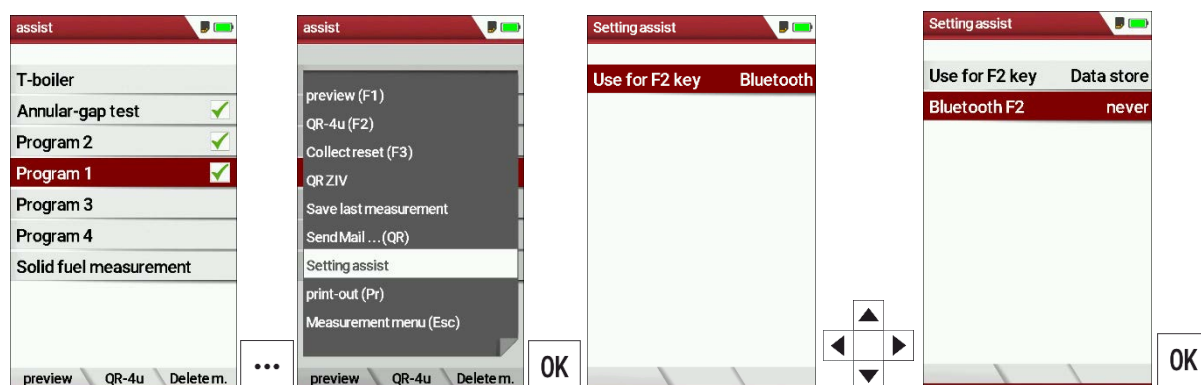 assist
T-boiler
Annular-gap test
Program 2
Program 1
Program 3
Program 4
Solid fuel measurement
preview QR-4u Delete m.
...
assist
preview (F1)
QR-4u (F2)
Collect reset (F3)
QR ZIV
Save last measurement
Send Mail ... (QR)
Setting assist
print-out (Pr)
Measurement menu (Esc)
preview QR-4u Delete m.
OK
Setting assist
Use for F2 key Bluetooth
Setting assist
Use for F2 key Data store
Bluetooth F2 never
OK